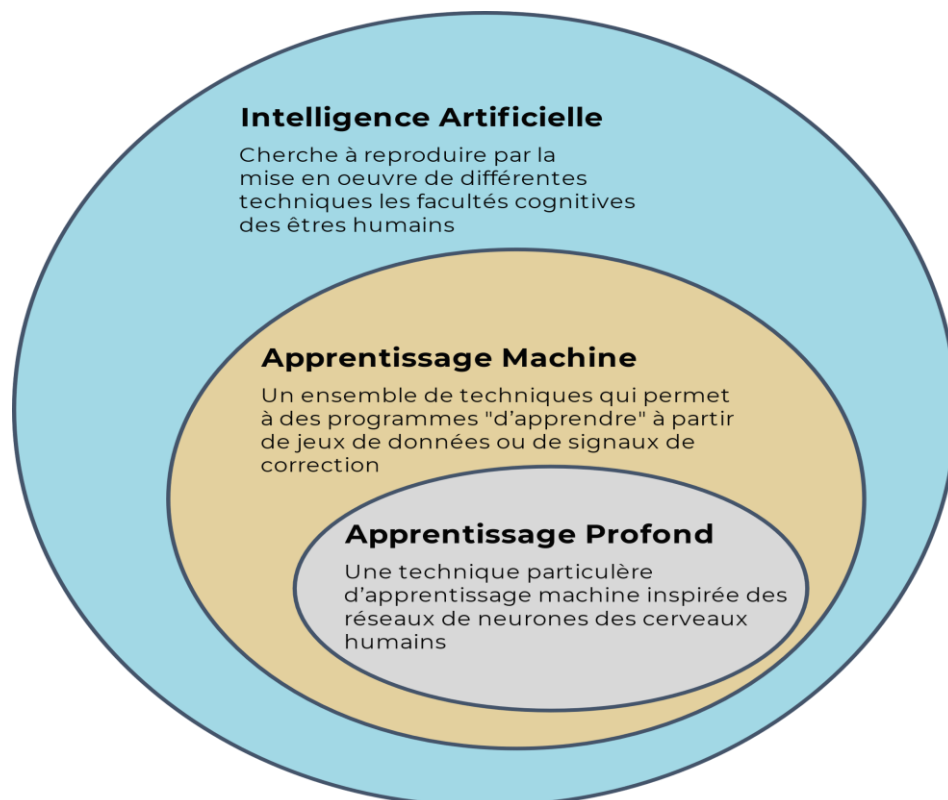 Intelligence Artificielle
Cherche à reproduire par la
mise en oeuvre de différentes
techniques les facultés cognitives
des êtres humains
Apprentissage Machine
Un ensemble de techniques qui permet
à des programmes "d’apprendre" à partir
de jeux de données ou de signaux de
correction
Apprentissage Profond
Une technique particulère
d’apprentissage machine inspirée des
réseaux de neurones des cerveaux
humains